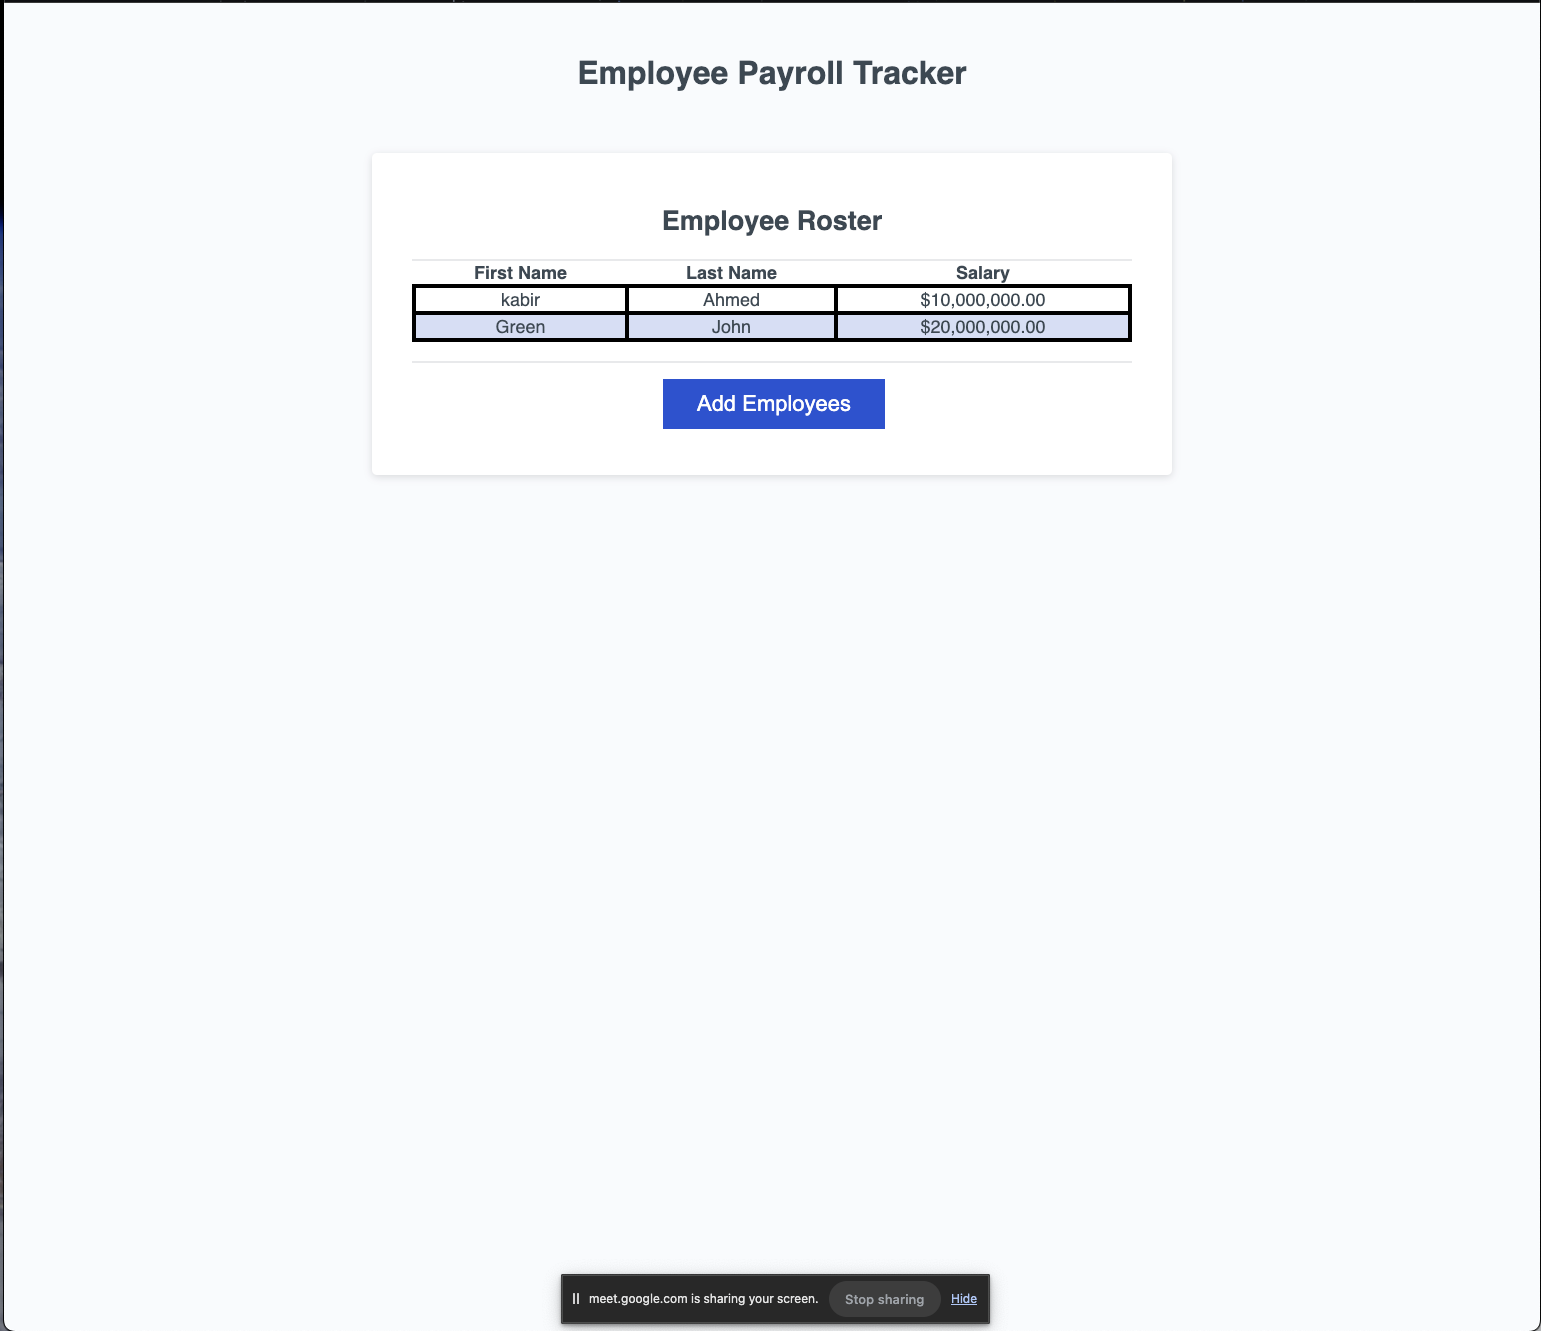 Employee Payroll Tracker
Employee Roster
First Name Last Name Salary
kabir Ahmed $10,000,000.00
Green John $20,000,000.00
Add Employees
meet.google.com is sharing your screen. Stop sharing Hide